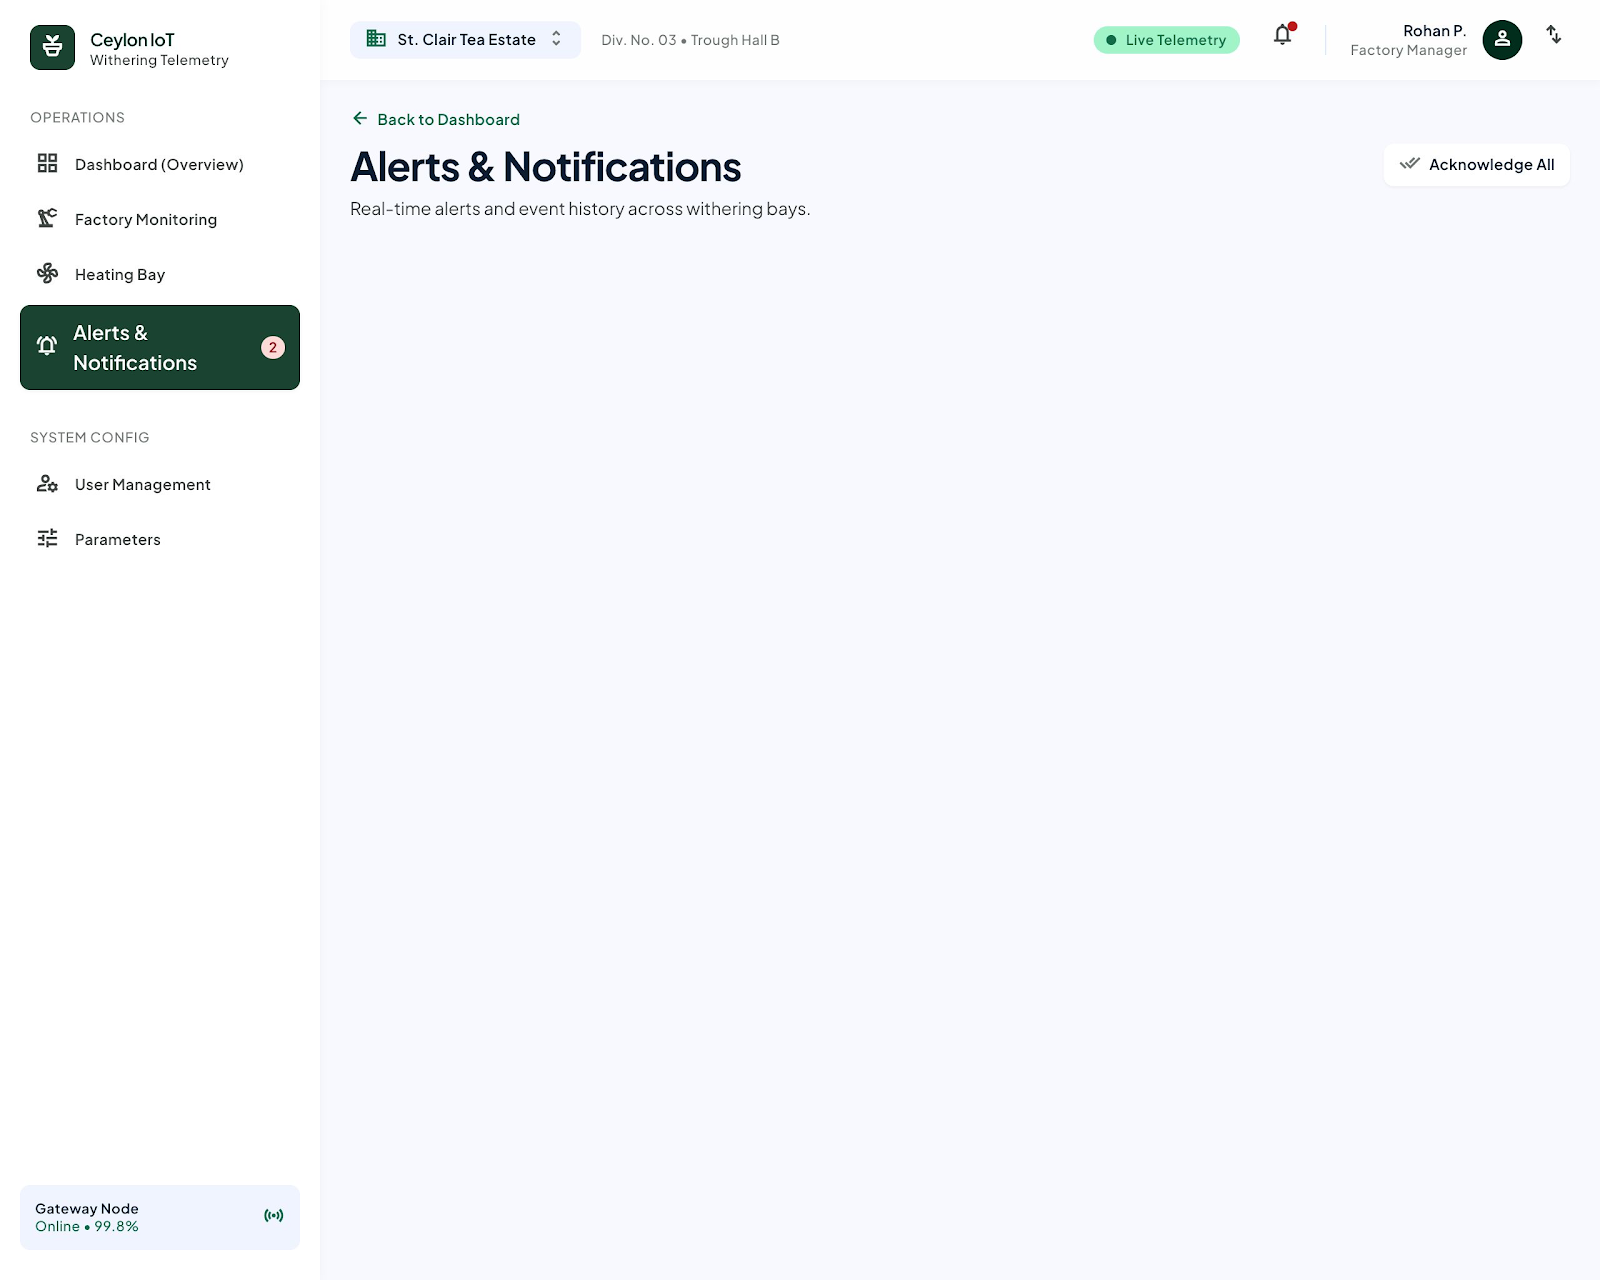 Ceylon IoT
Withering Telemetry
OPERATIONS
Dashboard (Overview)
Factory Monitoring
Heating Bay
Alerts &
Notifications
2
SYSTEM CONFIG
User Management
Parameters
Gateway Node
Online • 99.8%
St. Clair Tea Estate
Div. No. 03 • Trough Hall B
Live Telemetry
Rohan P.
Factory Manager
Back to Dashboard
Alerts & Notifications
Acknowledge All
Real-time alerts and event history across withering bays.